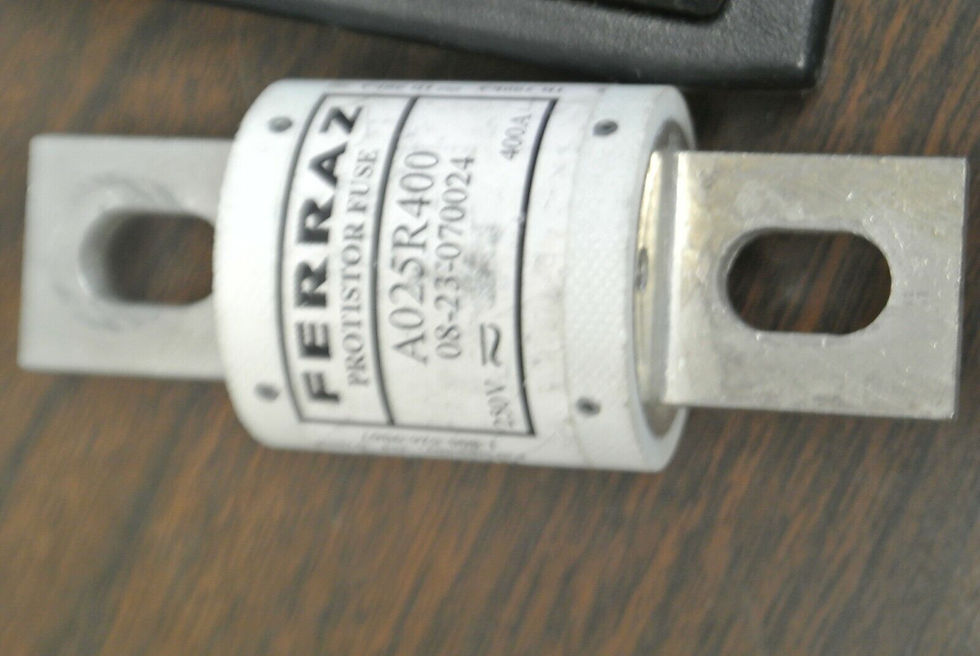 FERRAZ
PROTISTOR FUSE
A025R400
08-23-070024
250V ≂ 400A